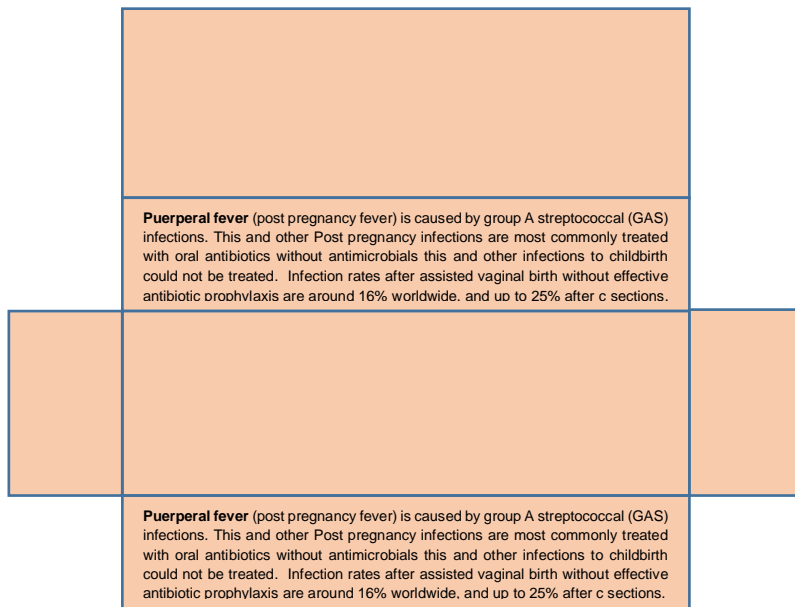 Puerperal fever (post pregnancy fever) is caused by group A streptococcal (GAS)
infections. This and other Post pregnancy infections are most commonly treated
with oral antibiotics without antimicrobials this and other infections to childbirth
could not be treated.  Infection rates after assisted vaginal birth without effective
antibiotic prophylaxis are around 16% worldwide, and up to 25% after c sections.
Puerperal fever (post pregnancy fever) is caused by group A streptococcal (GAS)
infections. This and other Post pregnancy infections are most commonly treated
with oral antibiotics without antimicrobials this and other infections to childbirth
could not be treated.  Infection rates after assisted vaginal birth without effective
antibiotic prophylaxis are around 16% worldwide, and up to 25% after c sections.